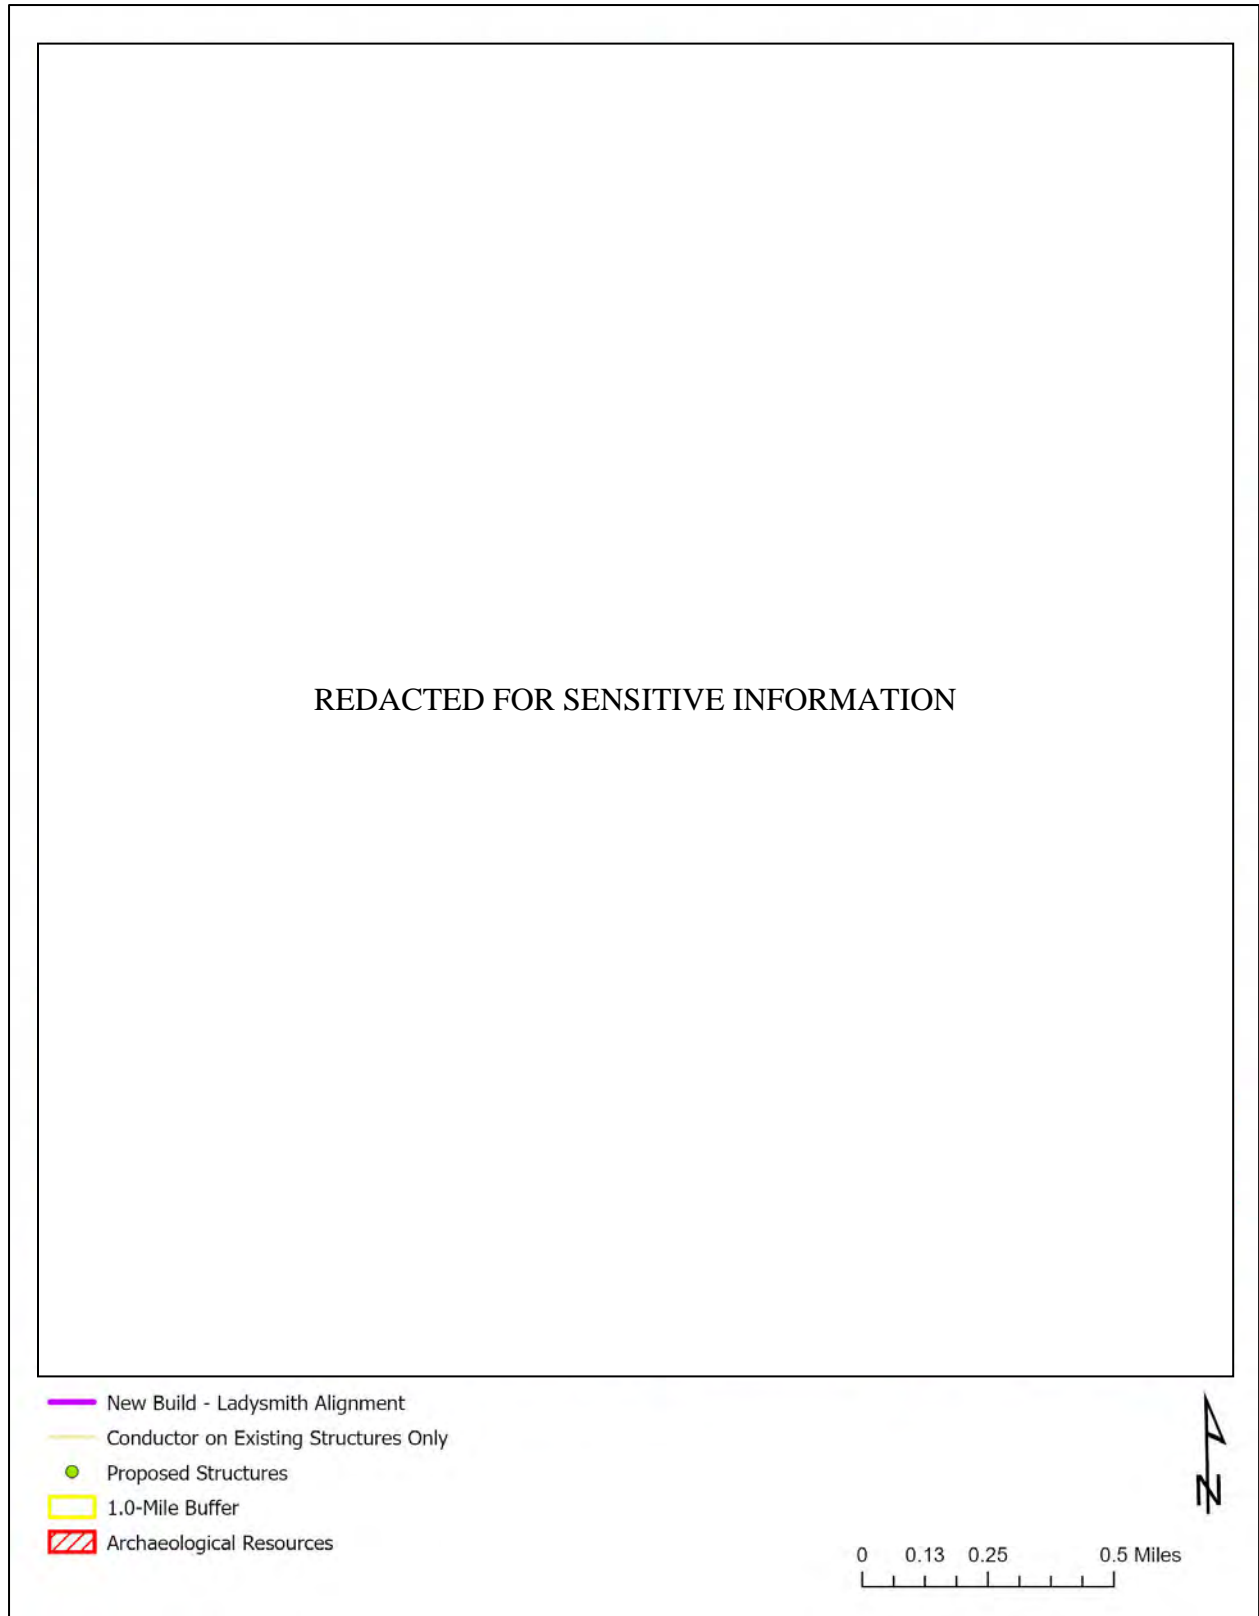 REDACTED FOR SENSITIVE INFORMATION
New Build - Ladysmith Alignment
Conductor on Existing Structures Only
Proposed Structures
1.0-Mile Buffer
Archaeological Resources
N
0 0.13 0.25 0.5 Miles